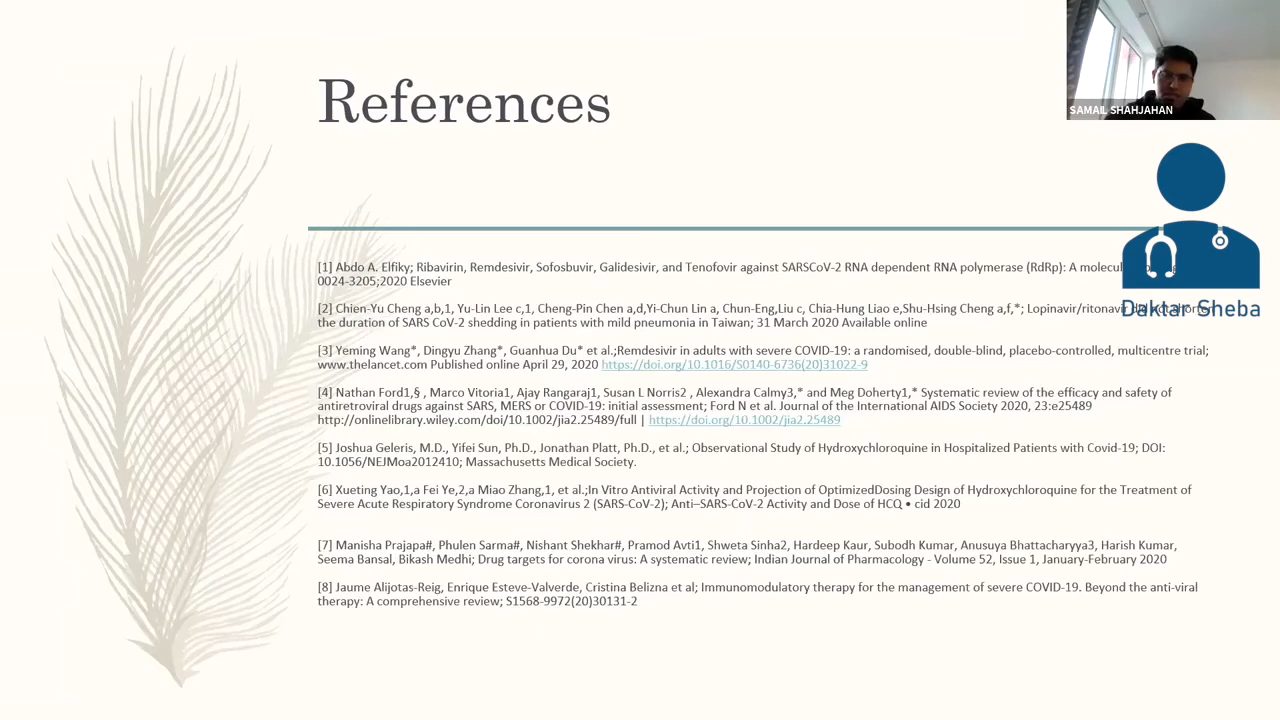 References
SAMAIL SHAHJAHAN
Daktar Sheba
[1] Abdo A. Elfiky; Ribavirin, Remdesivir, Sofosbuvir, Galidesivir, and Tenofovir against SARSCoV-2 RNA dependent RNA polymerase (RdRp): A
0024-3205;2020 Elsevier
[2] Chien-Yu Cheng a,b,1, Yu-Lin Lee c,1, Cheng-Pin Chen a,d,Yi-Chun Lin a, Chun-Eng,Liu c, Chia-Hung Liao e,Shu-Hsing Cheng a,f,*; Lopinavir/ritonavir
the duration of SARS CoV-2 shedding in patients with mild pneumonia in Taiwan; 31 March 2020 Available online
[3] Yeming Wang*, Dingyu Zhang*, Guanhua Du* et al.;Remdesivir in adults with severe COVID-19: a randomised, double-blind, placebo-controlled, multicentre trial;
www.thelancet.com Published online April 29, 2020 https://doi.org/10.1016/S0140-6736(20)31022-9
[4] Nathan Ford1,§ , Marco Vitoria1, Ajay Rangaraj1, Susan L Norris2 , Alexandra Calmy3,* and Meg Doherty1,* Systematic review of the efficacy and safety of
antiretroviral drugs against SARS, MERS or COVID-19: initial assessment; Ford N et al. Journal of the International AIDS Society 2020, 23:e25489
http://onlinelibrary.wiley.com/doi/10.1002/jia2.25489/full | https://doi.org/10.1002/jia2.25489
[5] Joshua Geleris, M.D., Yifei Sun, Ph.D., Jonathan Platt, Ph.D., et al.; Observational Study of Hydroxychloroquine in Hospitalized Patients with Covid-19; DOI:
10.1056/NEJMoa2012410; Massachusetts Medical Society.
[6] Xueting Yao,1,a Fei Ye,2,a Miao Zhang,1, et al.;In Vitro Antiviral Activity and Projection of OptimizedDosing Design of Hydroxychloroquine for the Treatment of
Severe Acute Respiratory Syndrome Coronavirus 2 (SARS-CoV-2); Anti–SARS-CoV-2 Activity and Dose of HCQ • cid 2020
[7] Manisha Prajapa#, Phulen Sarma#, Nishant Shekhar#, Pramod Avti1, Shweta Sinha2, Hardeep Kaur, Subodh Kumar, Anusuya Bhattacharyya3, Harish Kumar,
Seema Bansal, Bikash Medhi; Drug targets for corona virus: A systematic review; Indian Journal of Pharmacology - Volume 52, Issue 1, January-February 2020
[8] Jaume Alijotas-Reig, Enrique Esteve-Valverde, Cristina Belizna et al; Immunomodulatory therapy for the management of severe COVID-19. Beyond the anti-viral
therapy: A comprehensive review; S1568-9972(20)30131-2